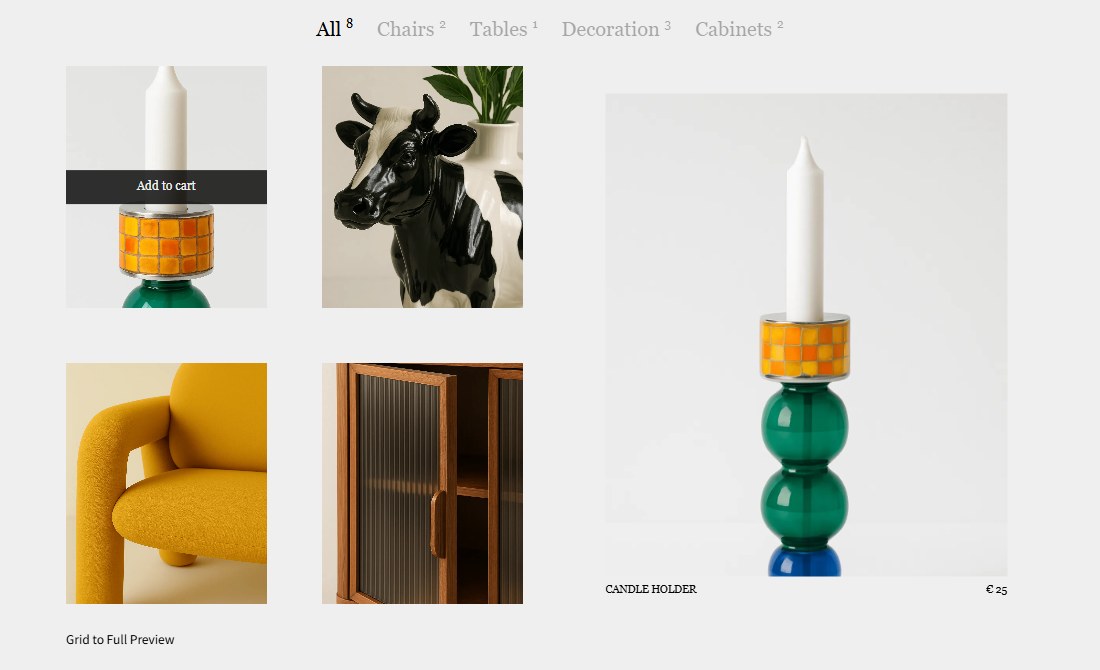 All 8 Chairs 2 Tables 1 Decoration 3 Cabinets 2
Add to cart
CANDLE HOLDER € 25
Grid to Full Preview